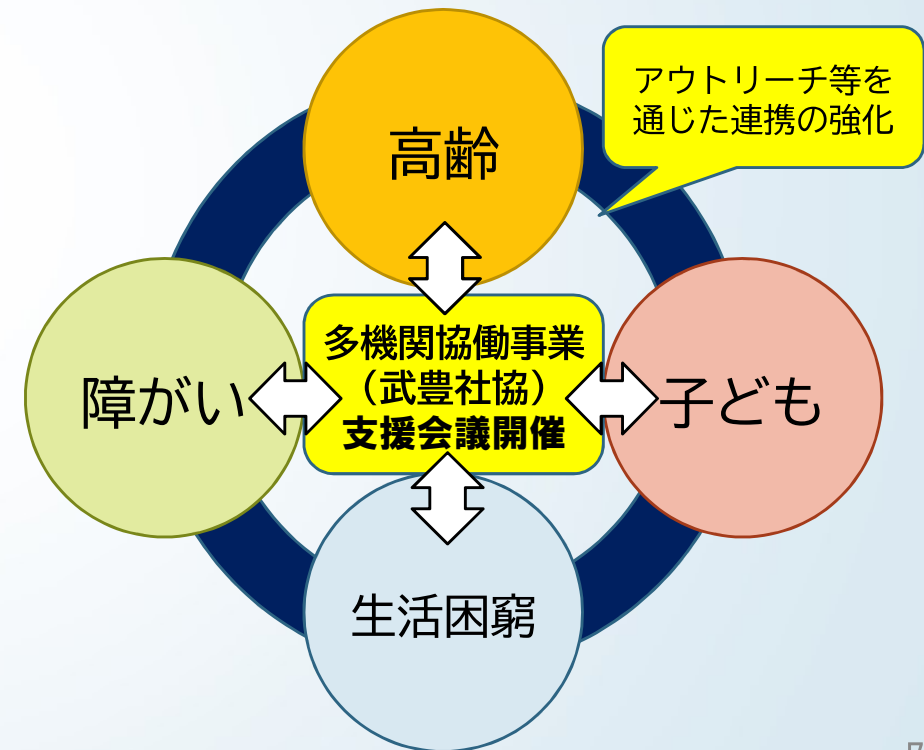 高齢
アウトリーチ等を
通じた連携の強化
障がい
多機関協働事業
（武豊社協）
支援会議開催
子ども
生活困窮